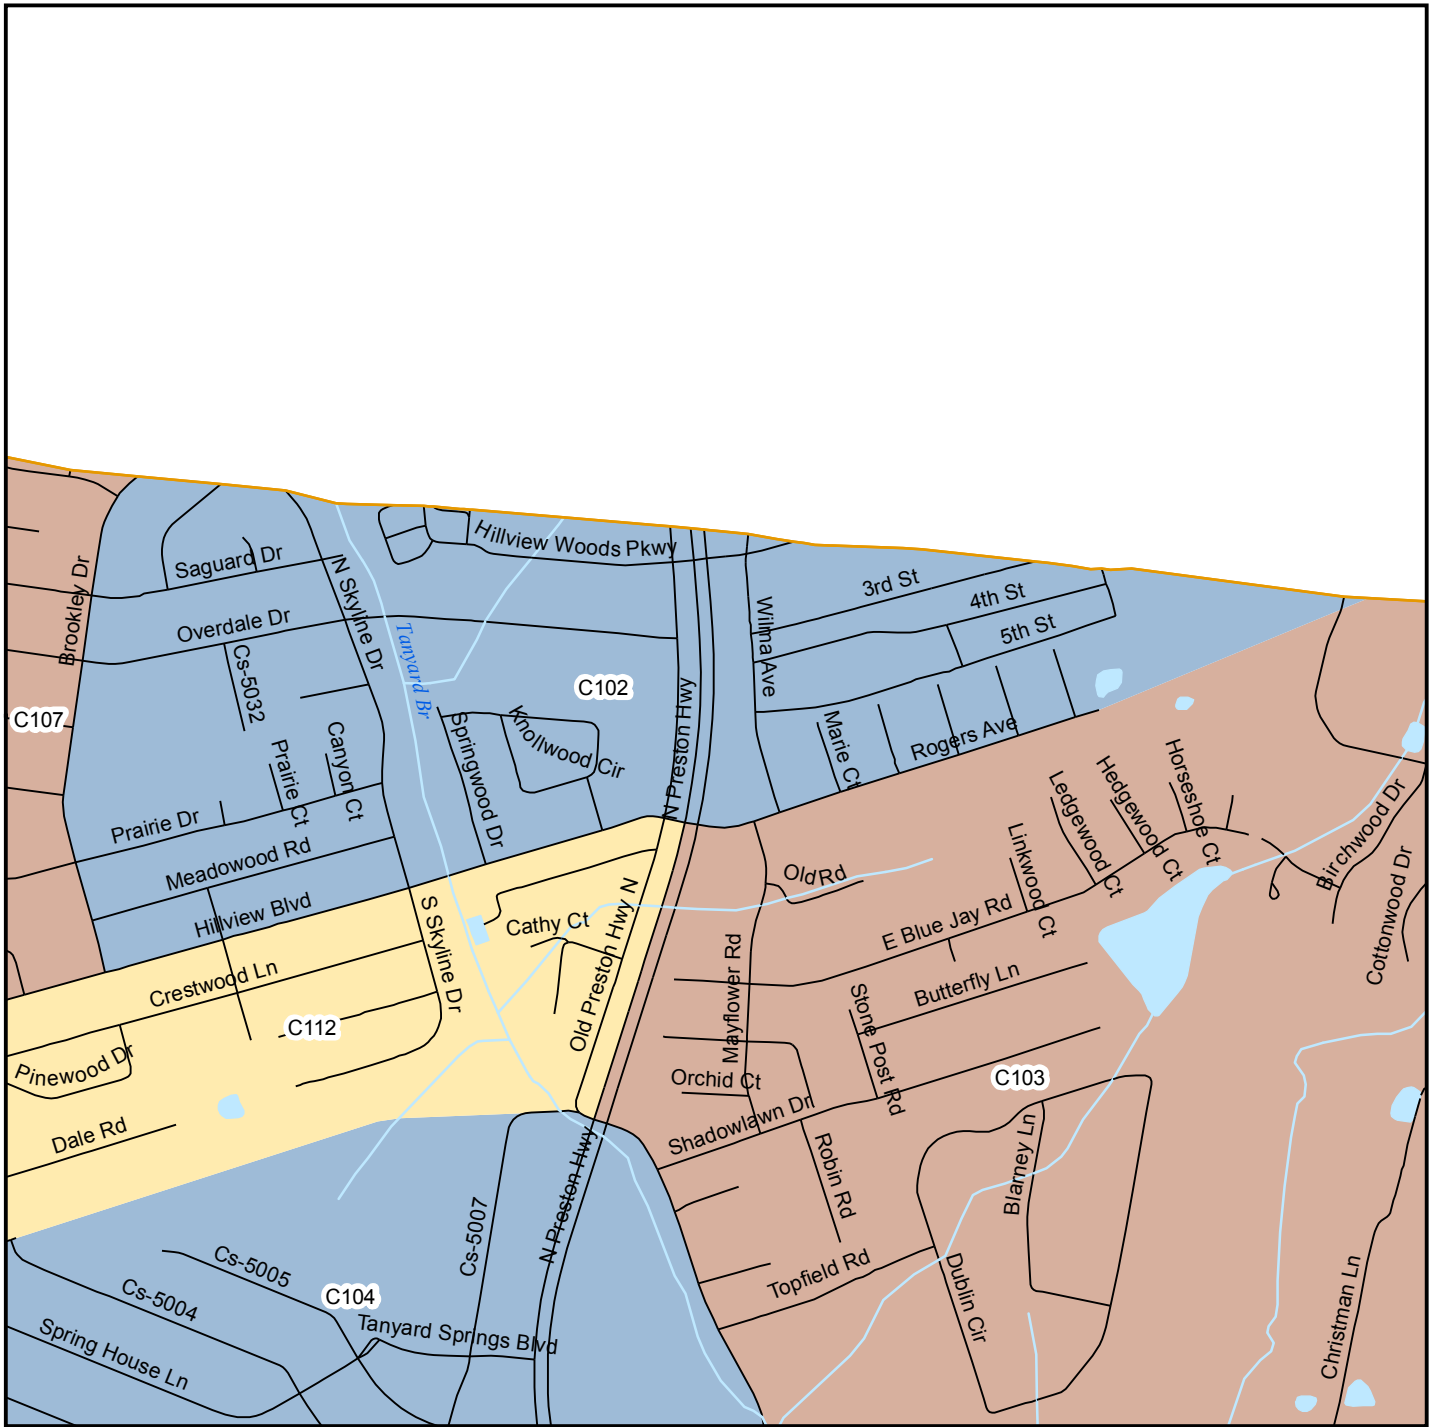 Hillview Woods Pkwy
Saguard Dr
N Skyline Dr
Brookley Dr
Overdale Dr
Cs-5032
Tanyard Br
3rd St
4th St
5th St
Wilma Ave
C102
C107
Springwood Dr
Knollwood Cir
N Preston Hwy
Marie Ct
Rogers Ave
Canyon Ct
Prairie Ct
Prairie Dr
Meadowood Rd
Hillview Blvd
Horseshoe Ct
Hedgewood Ct
Ledgewood Ct
Linkwood Ct
Birchwood Dr
Cottonwood Dr
Old Rd
E Blue Jay Rd
Butterfly Ln
S Skyline Dr
Cathy Ct
Old Preston Hwy N
Crestwood Ln
C112
Pinewood Dr
Dale Rd
Mayflower Rd
Stone Post Rd
Orchid Ct
C103
Shadowlawn Dr
Robin Rd
Blarney Ln
Topfield Rd
Dublin Cir
Christman Ln
N Preston Hwy
Cs-5007
Cs-5005
Cs-5004
C104
Tanyard Springs Blvd
Spring House Ln